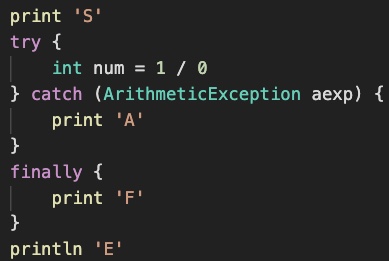 print 'S'
try {
    int num = 1 / 0
} catch (ArithmeticException aexp) {
    print 'A'
}
finally {
    print 'F'
}
println 'E'